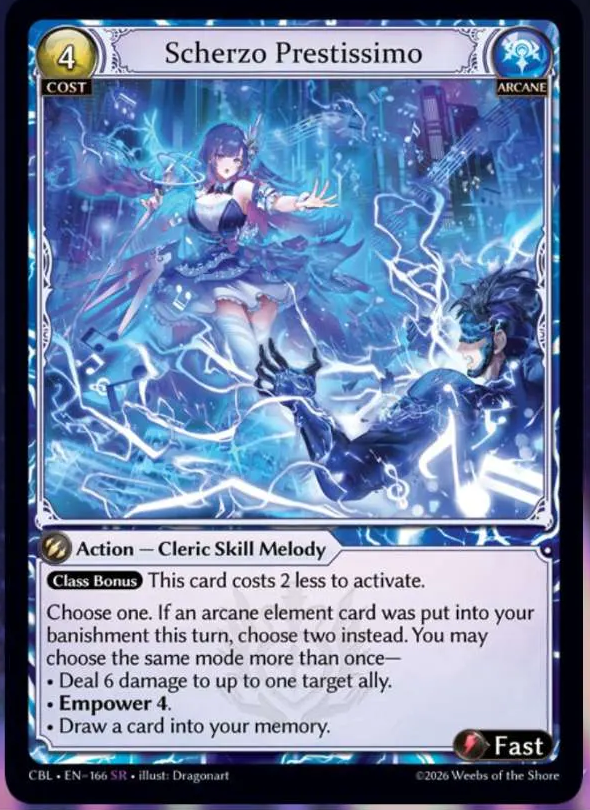 4
COST
Scherzo Prestissimo
ARCANE
Action — Cleric Skill Melody
Class Bonus This card costs 2 less to activate.
Choose one. If an arcane element card was put into your
banishment this turn, choose two instead. You may
choose the same mode more than once—
• Deal 6 damage to up to one target ally.
• Empower 4.
• Draw a card into your memory.
Fast
CBL • EN-166 SR • illust: Dragonart
©2026 Weebs of the Shore